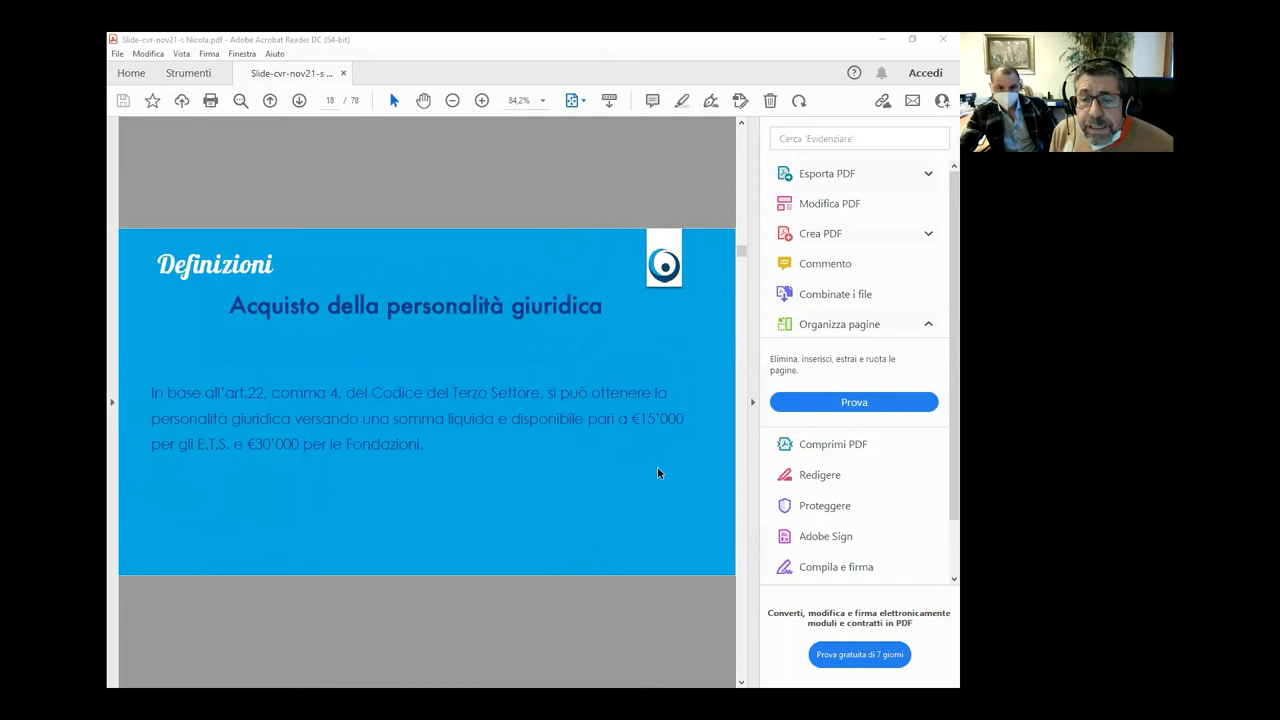 Slide-cvr-nov21-s Nicola.pdf - Adobe Acrobat Reader DC (64-bit)
File Modifica Vista Firma Finestra Aiuto
Home Strumenti Slide-cvr-nov21-s ... Accedi
18 / 78 84,2%
Cerca 'Evidenziare'
Esporta PDF
Modifica PDF
Crea PDF
Commento
Combinate i file
Organizza pagine
Elimina, inserisci, estrai e ruota le
pagine.
Prova
Comprimi PDF
Redigere
Proteggere
Adobe Sign
Compila e firma
Converti, modifica e firma elettronicamente
moduli e contratti in PDF
Prova gratuita di 7 giorni
Definizioni
Acquisto della personalità giuridica
In base all'art.22, comma 4, del Codice del Terzo Settore, si può ottenere la
personalità giuridica versando una somma liquida e disponibile pari a €15'000
per gli E.T.S. e €30'000 per le Fondazioni.